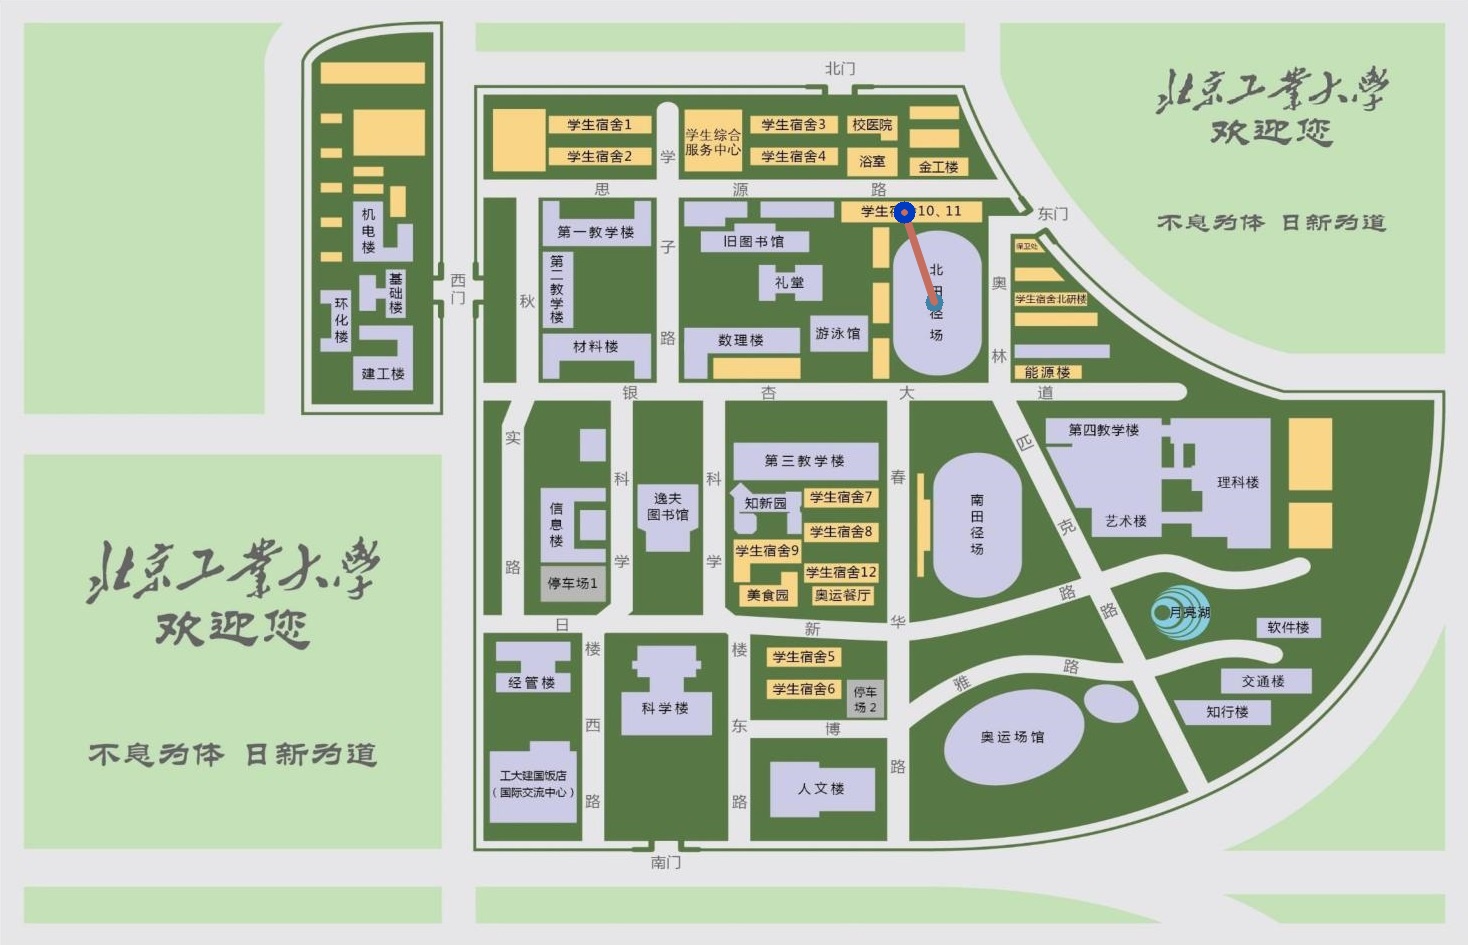 北门
北京工业大学
欢迎您
不息为体 日新为道
学生宿舍1
学生宿舍2
学生综合
服务中心
学生宿舍3
学生宿舍4
校医院
浴室
金工楼
学子路
思源路
东门
机电楼
基础楼
环化楼
建工楼
西门
第一教学楼
第二教学楼
材料楼
秋实路
旧图书馆
礼堂
数理楼
游泳馆
学生宿舍10、11
北田径场
奥林匹克路
保卫处
学生宿舍北研楼
能源楼
银杏大道
信息楼
停车场1
科学楼西路
逸夫
图书馆
科学楼东路
第三教学楼
知新园
学生宿舍7
学生宿舍8
学生宿舍9
学生宿舍12
美食园
奥运餐厅
春华路
南田径场
第四教学楼
艺术楼
理科楼
月亮湖
软件楼
交通楼
知行楼
日新路
经管楼
科学楼
学生宿舍5
学生宿舍6
停车
场2
博雅路
奥运场馆
工大建国饭店
（国际交流中心）
人文楼
南门
北京工业大学
欢迎您
不息为体 日新为道